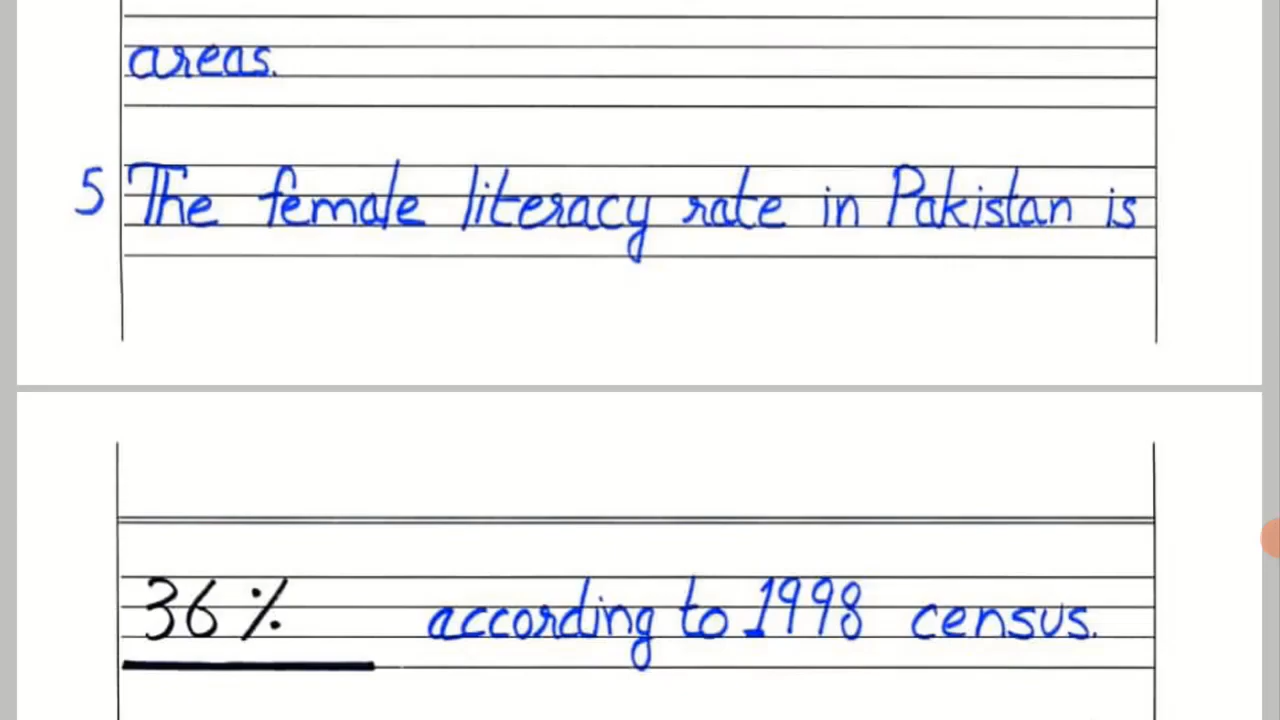 areas.
5 The female literacy rate in Pakistan is
36% according to 1998 census.